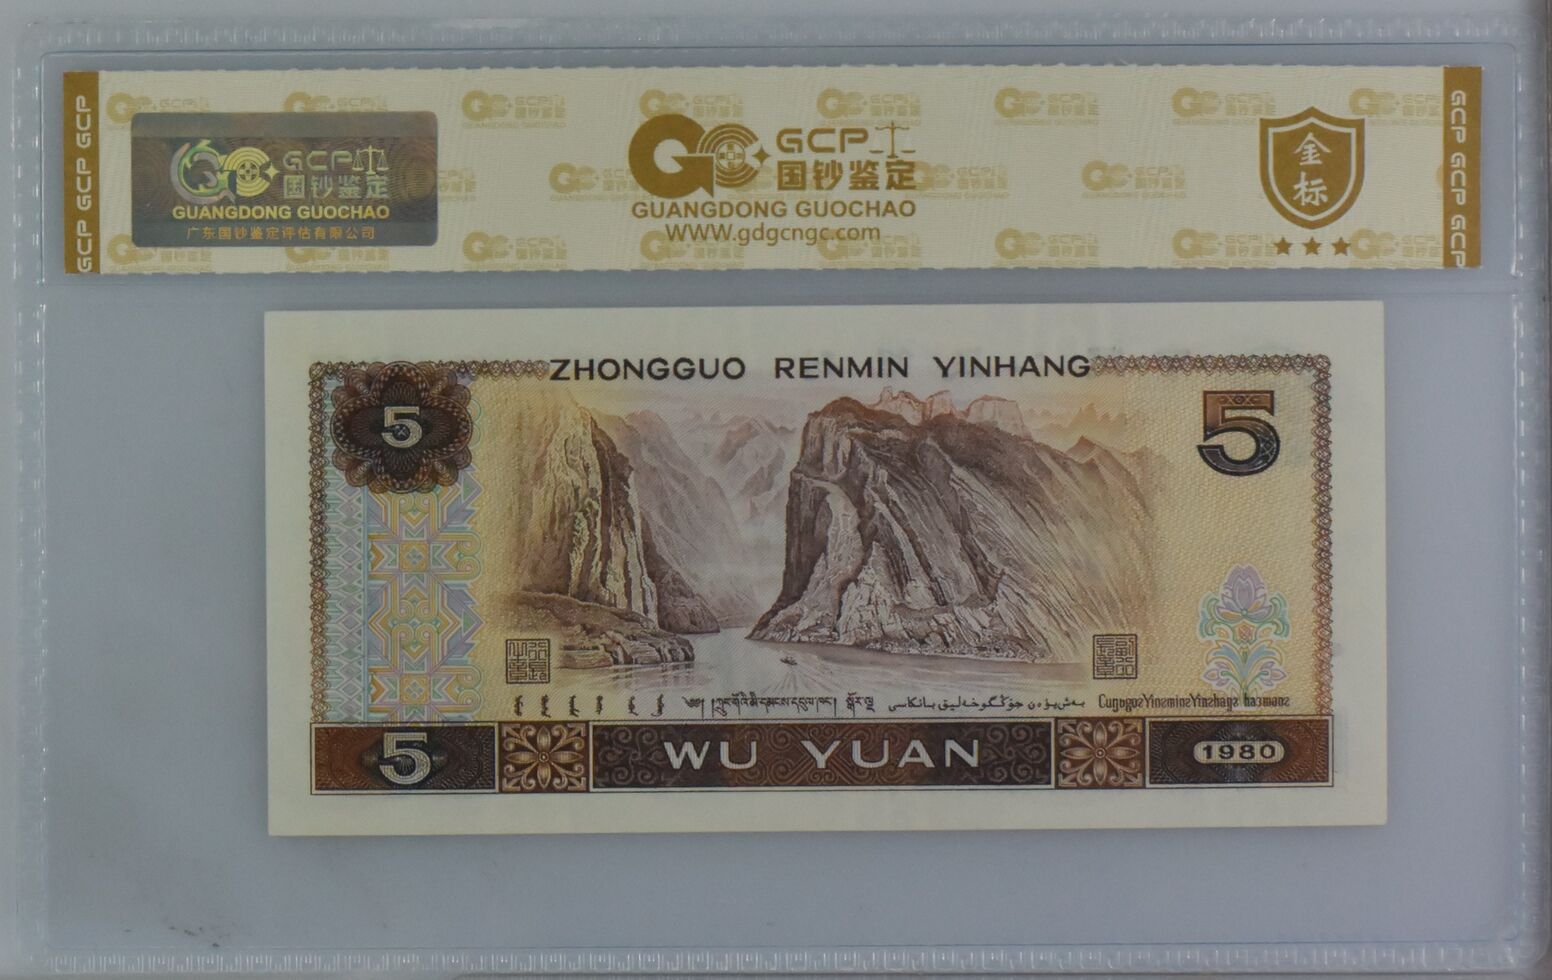 GCP GCP GCP
GCP
国钞鉴定
GUANGDONG GUOCHAO
广东国钞鉴定评估有限公司
GCP
国钞鉴定
GUANGDONG GUOCHAO
WWW.gdgcngc.com
金
标
GCP GCP GCP
ZHONGGUO RENMIN YINHANG
5
5
5
WU YUAN
1980